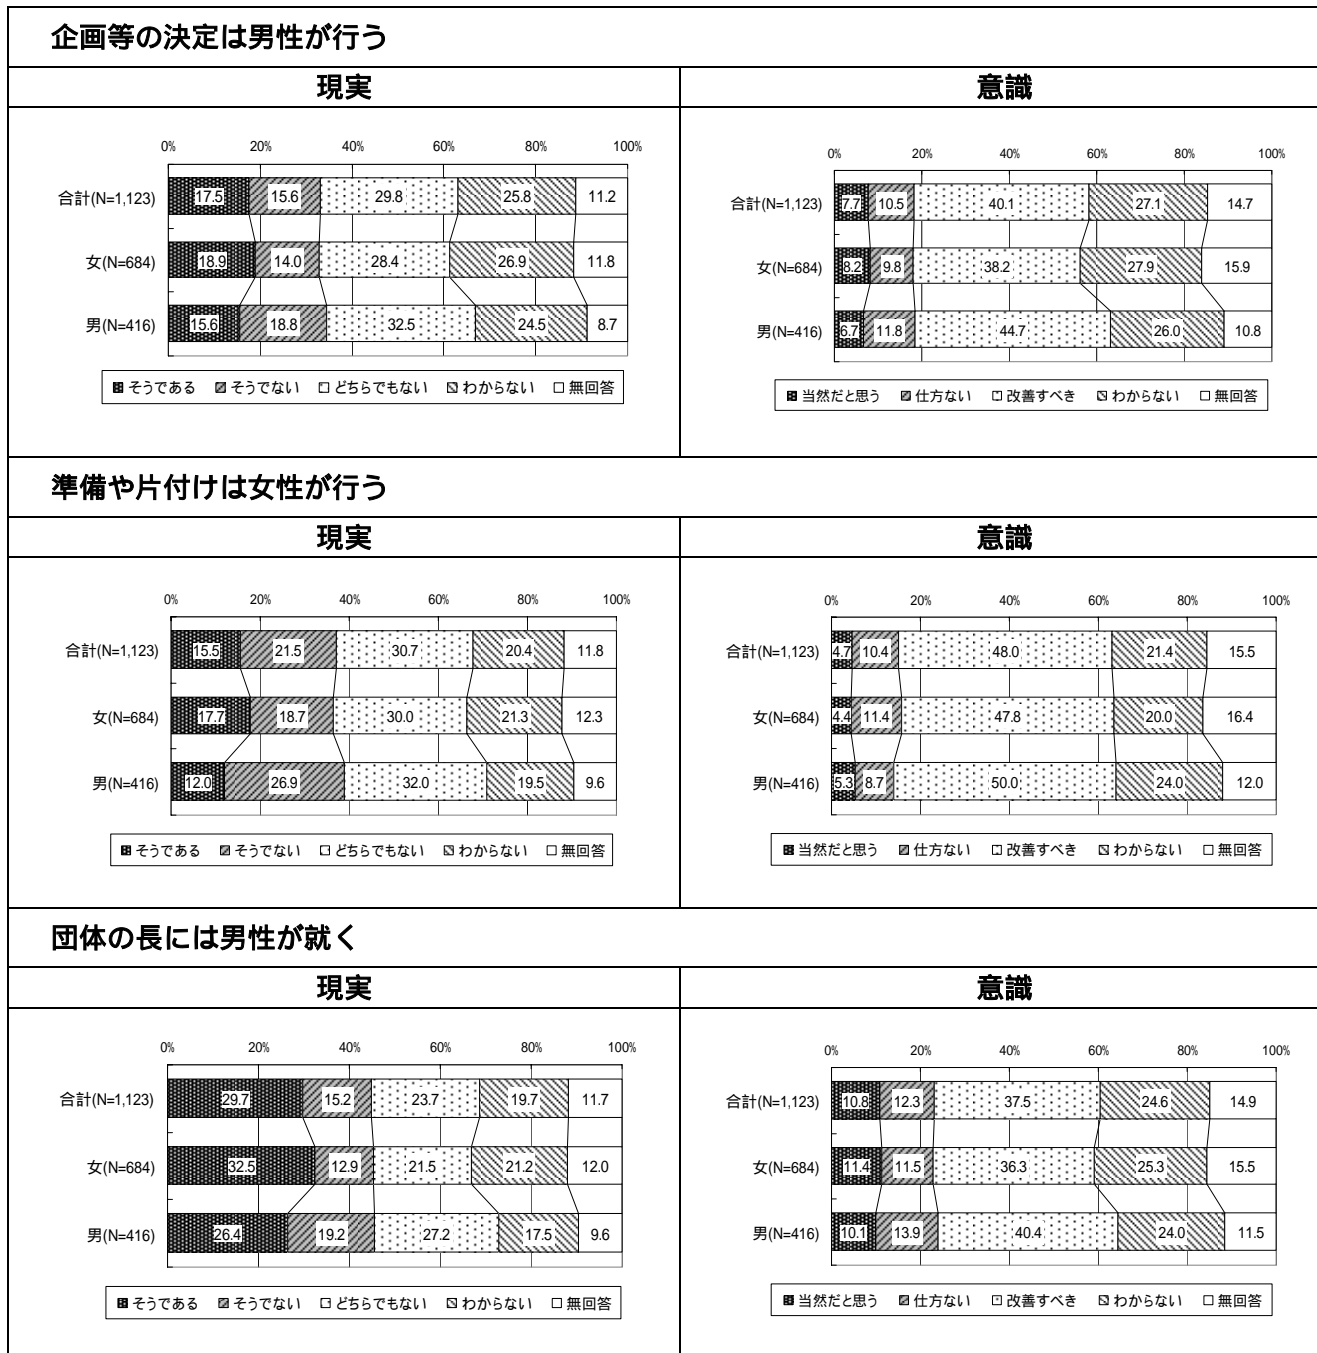 企画等の決定は男性が行う
現実 意識
0% 20% 40% 60% 80% 100%
合計(N=1,123) 17.5 15.6 29.8 25.8 11.2
女(N=684) 18.9 14.0 28.4 26.9 11.8
男(N=416) 15.6 18.8 32.5 24.5 8.7
そうである そうでない どちらでもない わからない 無回答
0% 20% 40% 60% 80% 100%
合計(N=1,123) 7.7 10.5 40.1 27.1 14.7
女(N=684) 8.2 9.8 38.2 27.9 15.9
男(N=416) 6.7 11.8 44.7 26.0 10.8
当然だと思う 仕方ない 改善すべき わからない 無回答
準備や片付けは女性が行う
現実 意識
0% 20% 40% 60% 80% 100%
合計(N=1,123) 15.5 21.5 30.7 20.4 11.8
女(N=684) 17.7 18.7 30.0 21.3 12.3
男(N=416) 12.0 26.9 32.0 19.5 9.6
そうである そうでない どちらでもない わからない 無回答
0% 20% 40% 60% 80% 100%
合計(N=1,123) 4.7 10.4 48.0 21.4 15.5
女(N=684) 4.4 11.4 47.8 20.0 16.4
男(N=416) 5.3 8.7 50.0 24.0 12.0
当然だと思う 仕方ない 改善すべき わからない 無回答
団体の長には男性が就く
現実 意識
0% 20% 40% 60% 80% 100%
合計(N=1,123) 29.7 15.2 23.7 19.7 11.7
女(N=684) 32.5 12.9 21.5 21.2 12.0
男(N=416) 26.4 19.2 27.2 17.5 9.6
そうである そうでない どちらでもない わからない 無回答
0% 20% 40% 60% 80% 100%
合計(N=1,123) 10.8 12.3 37.5 24.6 14.9
女(N=684) 11.4 11.5 36.3 25.3 15.5
男(N=416) 10.1 13.9 40.4 24.0 11.5
当然だと思う 仕方ない 改善すべき わからない 無回答